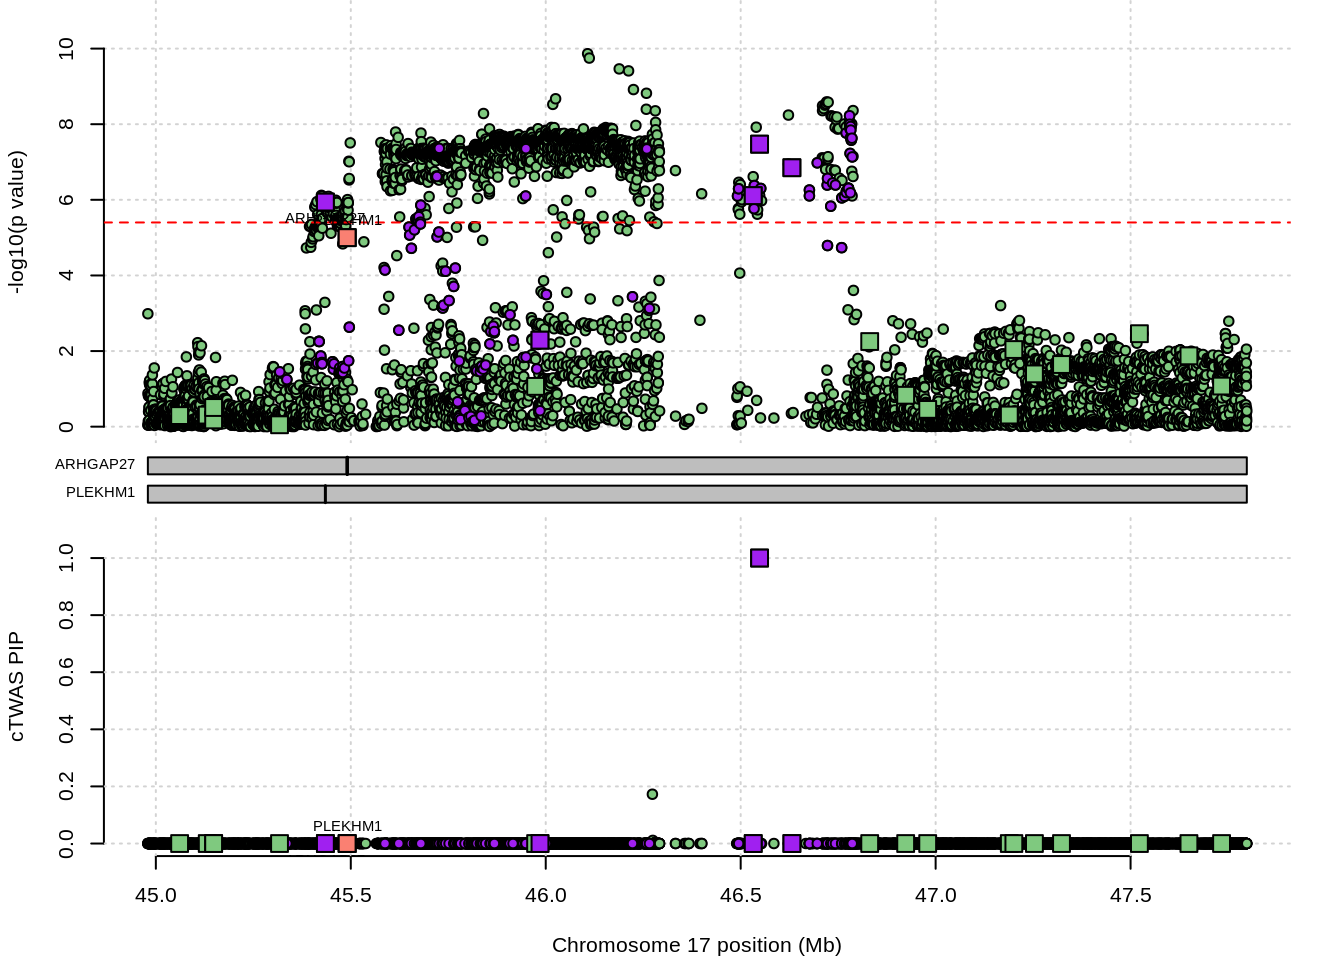 10
8
6
4
2
0
-log10(p value)
ARHGAP27
PLEKHM1
ARHGAP27
PLEKHM1
1.0
0.8
0.6
0.4
0.2
0.0
cTWAS PIP
PLEKHM1
45.0 45.5 46.0 46.5 47.0 47.5
Chromosome 17 position (Mb)